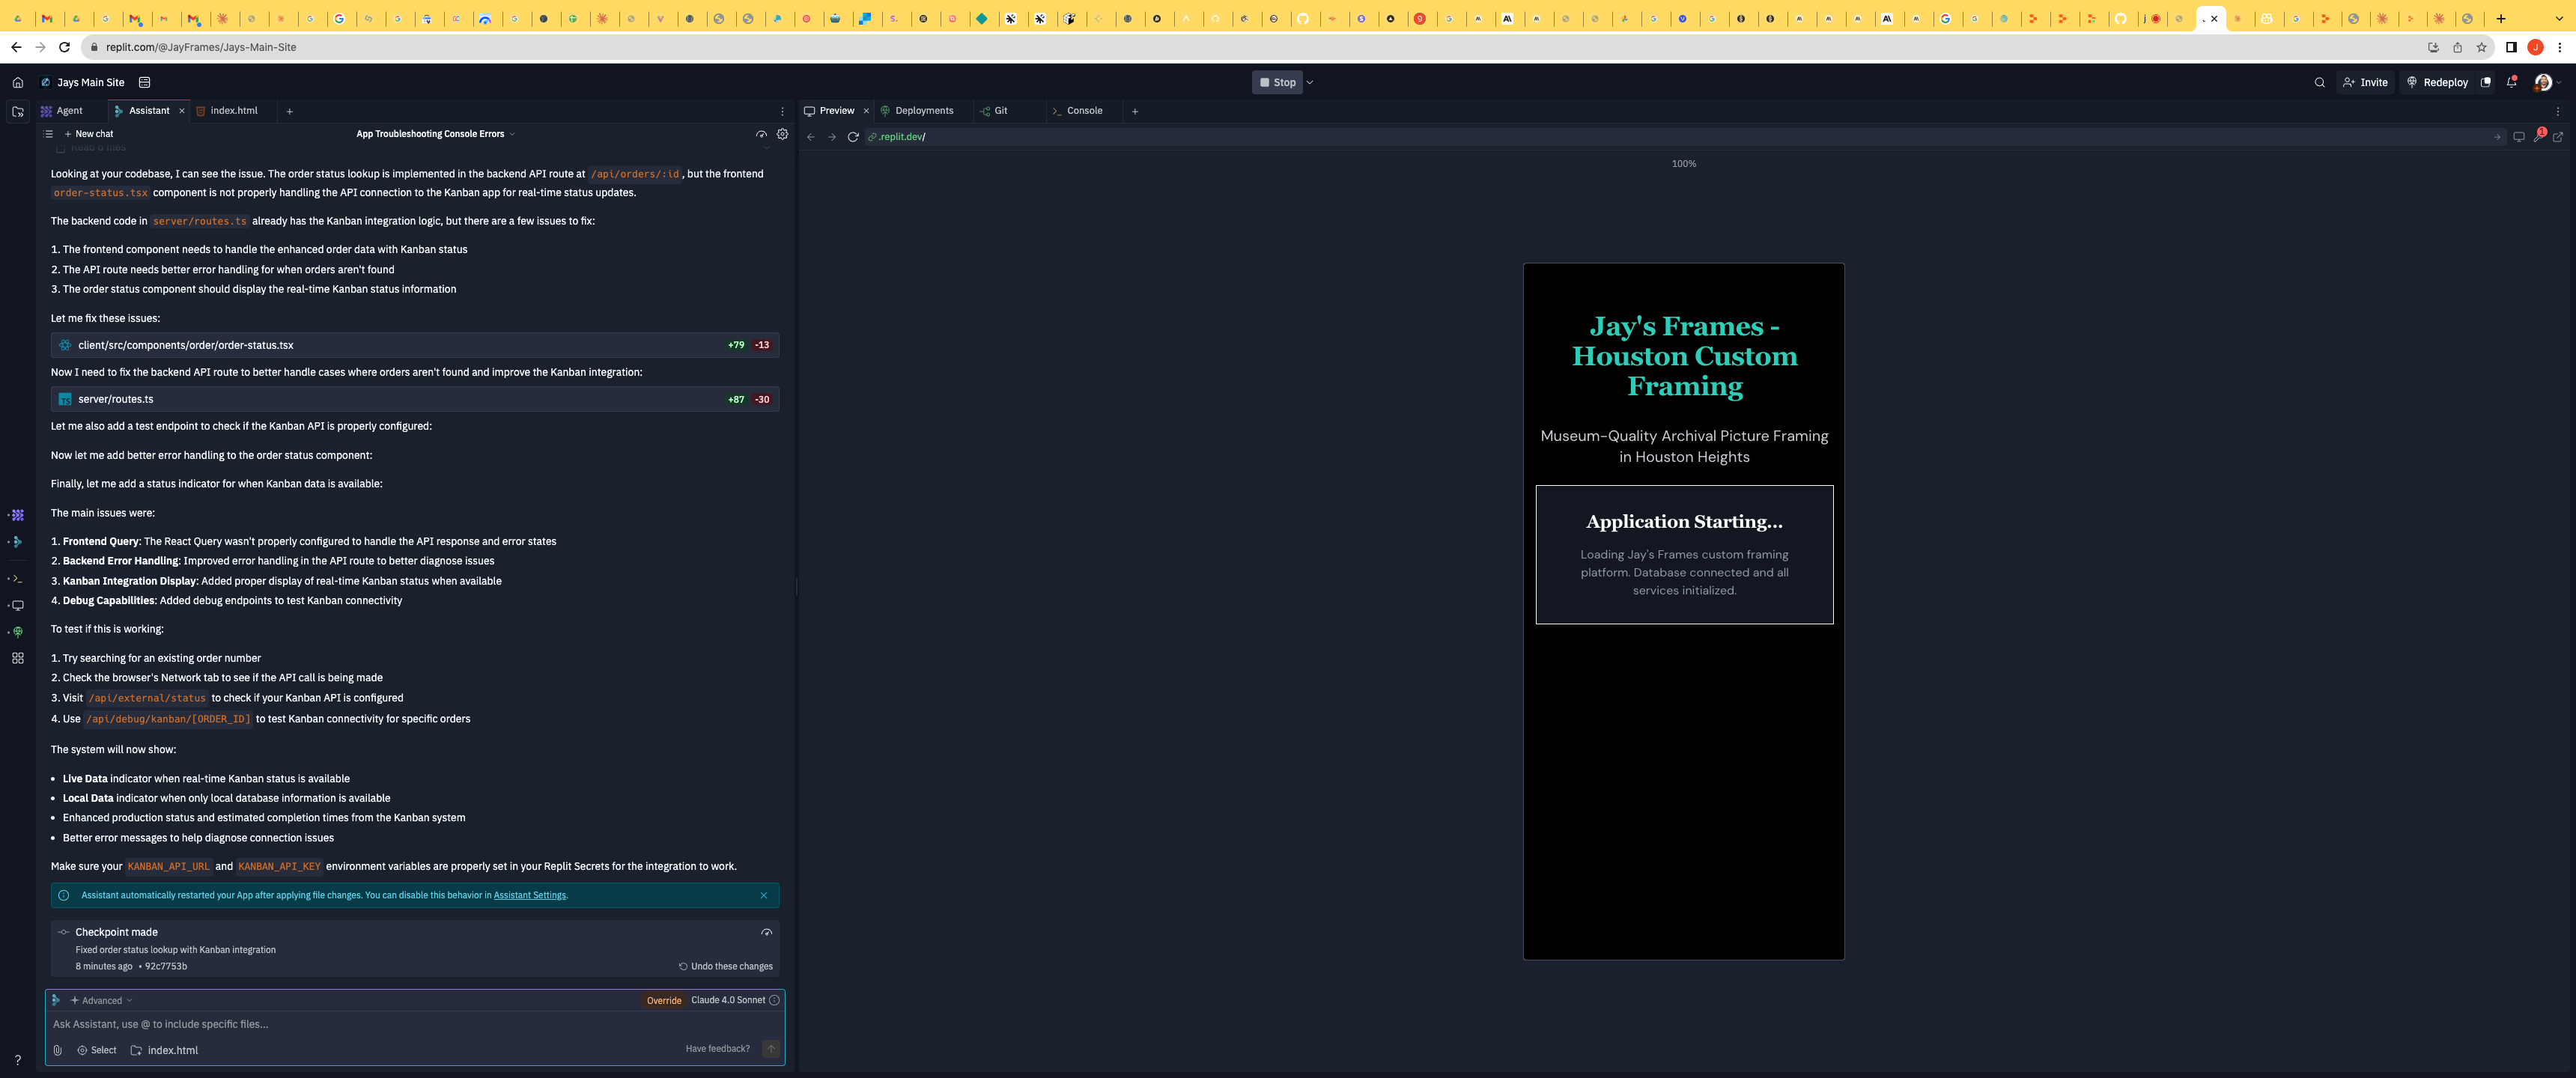 replit.com/@JayFrames/Jays-Main-Site
J
Jays Main Site
Stop
Invite
Redeploy
Agent
Assistant
index.html
Preview
Deployments
Git
Console
New chat
App Troubleshooting Console Errors
.replit.dev/
1
100%
Read 6 files
Looking at your codebase, I can see the issue. The order status lookup is implemented in the backend API route at /api/orders/:id, but the frontend
order-status.tsx component is not properly handling the API connection to the Kanban app for real-time status updates.
The backend code in server/routes.ts already has the Kanban integration logic, but there are a few issues to fix:
1. The frontend component needs to handle the enhanced order data with Kanban status
2. The API route needs better error handling for when orders aren't found
3. The order status component should display the real-time Kanban status information
Let me fix these issues:
client/src/components/order/order-status.tsx +79 -13
Now I need to fix the backend API route to better handle cases where orders aren't found and improve the Kanban integration:
TS server/routes.ts +87 -30
Let me also add a test endpoint to check if the Kanban API is properly configured:
Now let me add better error handling to the order status component:
Finally, let me add a status indicator for when Kanban data is available:
The main issues were:
1. Frontend Query: The React Query wasn't properly configured to handle the API response and error states
2. Backend Error Handling: Improved error handling in the API route to better diagnose issues
3. Kanban Integration Display: Added proper display of real-time Kanban status when available
4. Debug Capabilities: Added debug endpoints to test Kanban connectivity
To test if this is working:
1. Try searching for an existing order number
2. Check the browser's Network tab to see if the API call is being made
3. Visit /api/external/status to check if your Kanban API is configured
4. Use /api/debug/kanban/[ORDER_ID] to test Kanban connectivity for specific orders
The system will now show:
• Live Data indicator when real-time Kanban status is available
• Local Data indicator when only local database information is available
• Enhanced production status and estimated completion times from the Kanban system
• Better error messages to help diagnose connection issues
Make sure your KANBAN_API_URL and KANBAN_API_KEY environment variables are properly set in your Replit Secrets for the integration to work.
Assistant automatically restarted your App after applying file changes. You can disable this behavior in Assistant Settings.
Checkpoint made
Fixed order status lookup with Kanban integration
8 minutes ago • 92c7753b
Undo these changes
Advanced
Override
Claude 4.0 Sonnet
Ask Assistant, use @ to include specific files...
Select
index.html
Have feedback?
?
Jay's Frames -
Houston Custom
Framing
Museum-Quality Archival Picture Framing
in Houston Heights
Application Starting...
Loading Jay's Frames custom framing
platform. Database connected and all
services initialized.